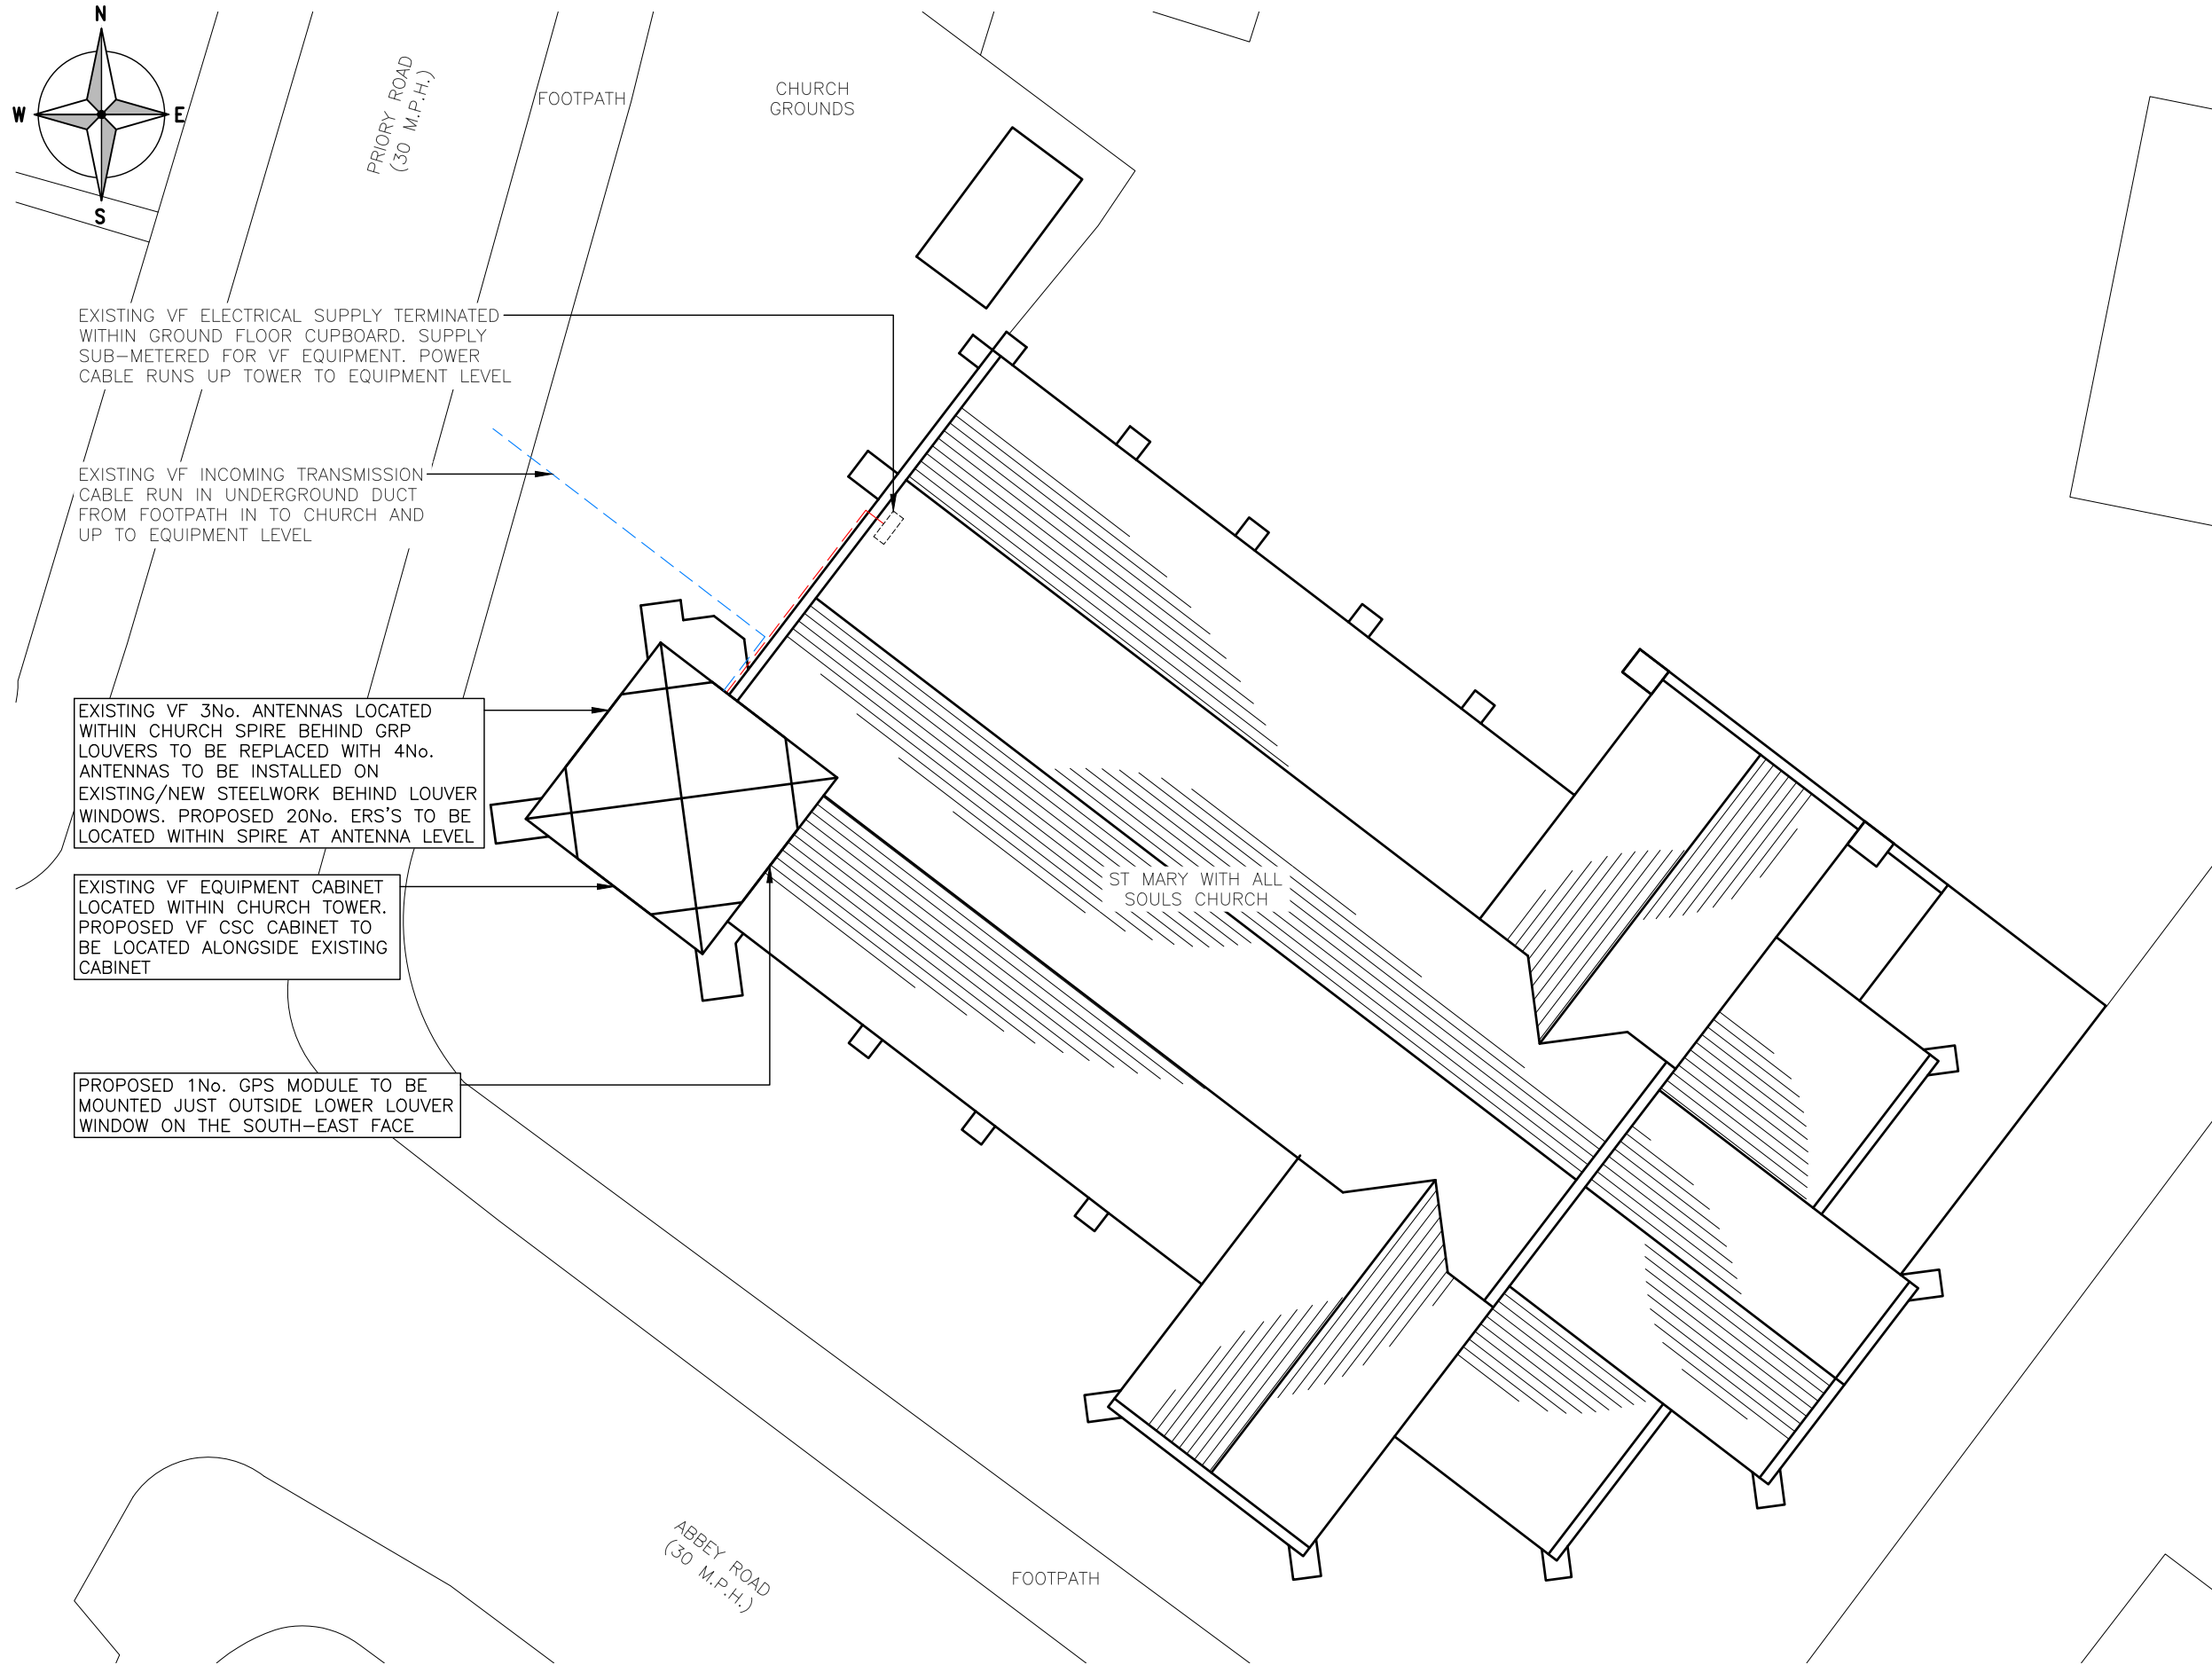 N
W
E
S
PRIORY ROAD
(30 M.P.H.)
FOOTPATH
CHURCH
GROUNDS
EXISTING VF ELECTRICAL SUPPLY TERMINATED
WITHIN GROUND FLOOR CUPBOARD. SUPPLY
SUB-METERED FOR VF EQUIPMENT. POWER
CABLE RUNS UP TOWER TO EQUIPMENT LEVEL
EXISTING VF INCOMING TRANSMISSION
CABLE RUN IN UNDERGROUND DUCT
FROM FOOTPATH IN TO CHURCH AND
UP TO EQUIPMENT LEVEL
EXISTING VF 3No. ANTENNAS LOCATED
WITHIN CHURCH SPIRE BEHIND GRP
LOUVERS TO BE REPLACED WITH 4No.
ANTENNAS TO BE INSTALLED ON
EXISTING/NEW STEELWORK BEHIND LOUVER
WINDOWS. PROPOSED 20No. ERS'S TO BE
LOCATED WITHIN SPIRE AT ANTENNA LEVEL
EXISTING VF EQUIPMENT CABINET
LOCATED WITHIN CHURCH TOWER.
PROPOSED VF CSC CABINET TO
BE LOCATED ALONGSIDE EXISTING
CABINET
ST MARY WITH ALL
SOULS CHURCH
PROPOSED 1No. GPS MODULE TO BE
MOUNTED JUST OUTSIDE LOWER LOUVER
WINDOW ON THE SOUTH-EAST FACE
ABBEY ROAD
(30 M.P.H.)
FOOTPATH